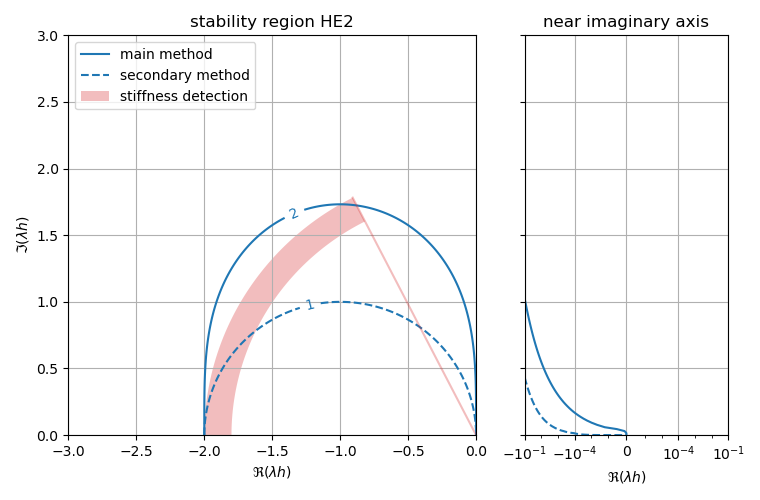 stability region HE2
near imaginary axis
main method
secondary method
stiffness detection
ℑ(λh)
3.0
2.5
2.0
1.5
1.0
0.5
0.0
2
1
−3.0 −2.5 −2.0 −1.5 −1.0 −0.5 0.0
ℜ(λh)
−10⁻¹ −10⁻⁴ 0 10⁻⁴ 10⁻¹
ℜ(λh)